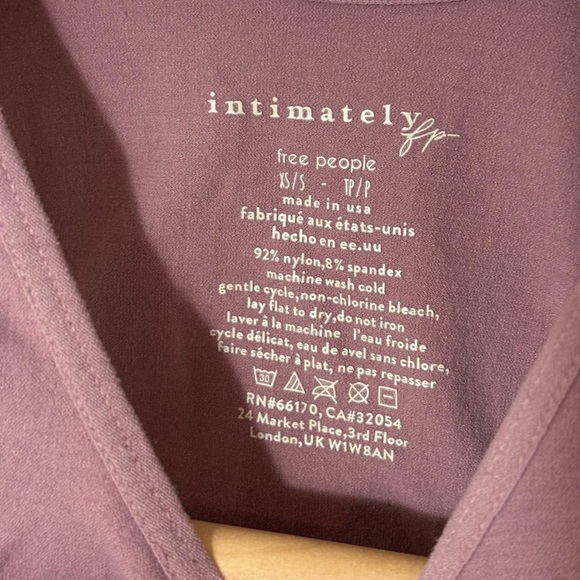 intimately
fp
free people
XS/S - TP/P
made in usa
fabriqué aux états-unis
hecho en ee.uu
92% nylon,8% spandex
machine wash cold
gentle cycle,non-chlorine bleach,
lay flat to dry,do not iron
laver à la machine l'eau froide
cycle délicat, eau de avel sans chlore,
faire sécher à plat, ne pas repasser
30
RN#66170, CA#32054
24 Market Place,3rd Floor
London,UK W1W8AN